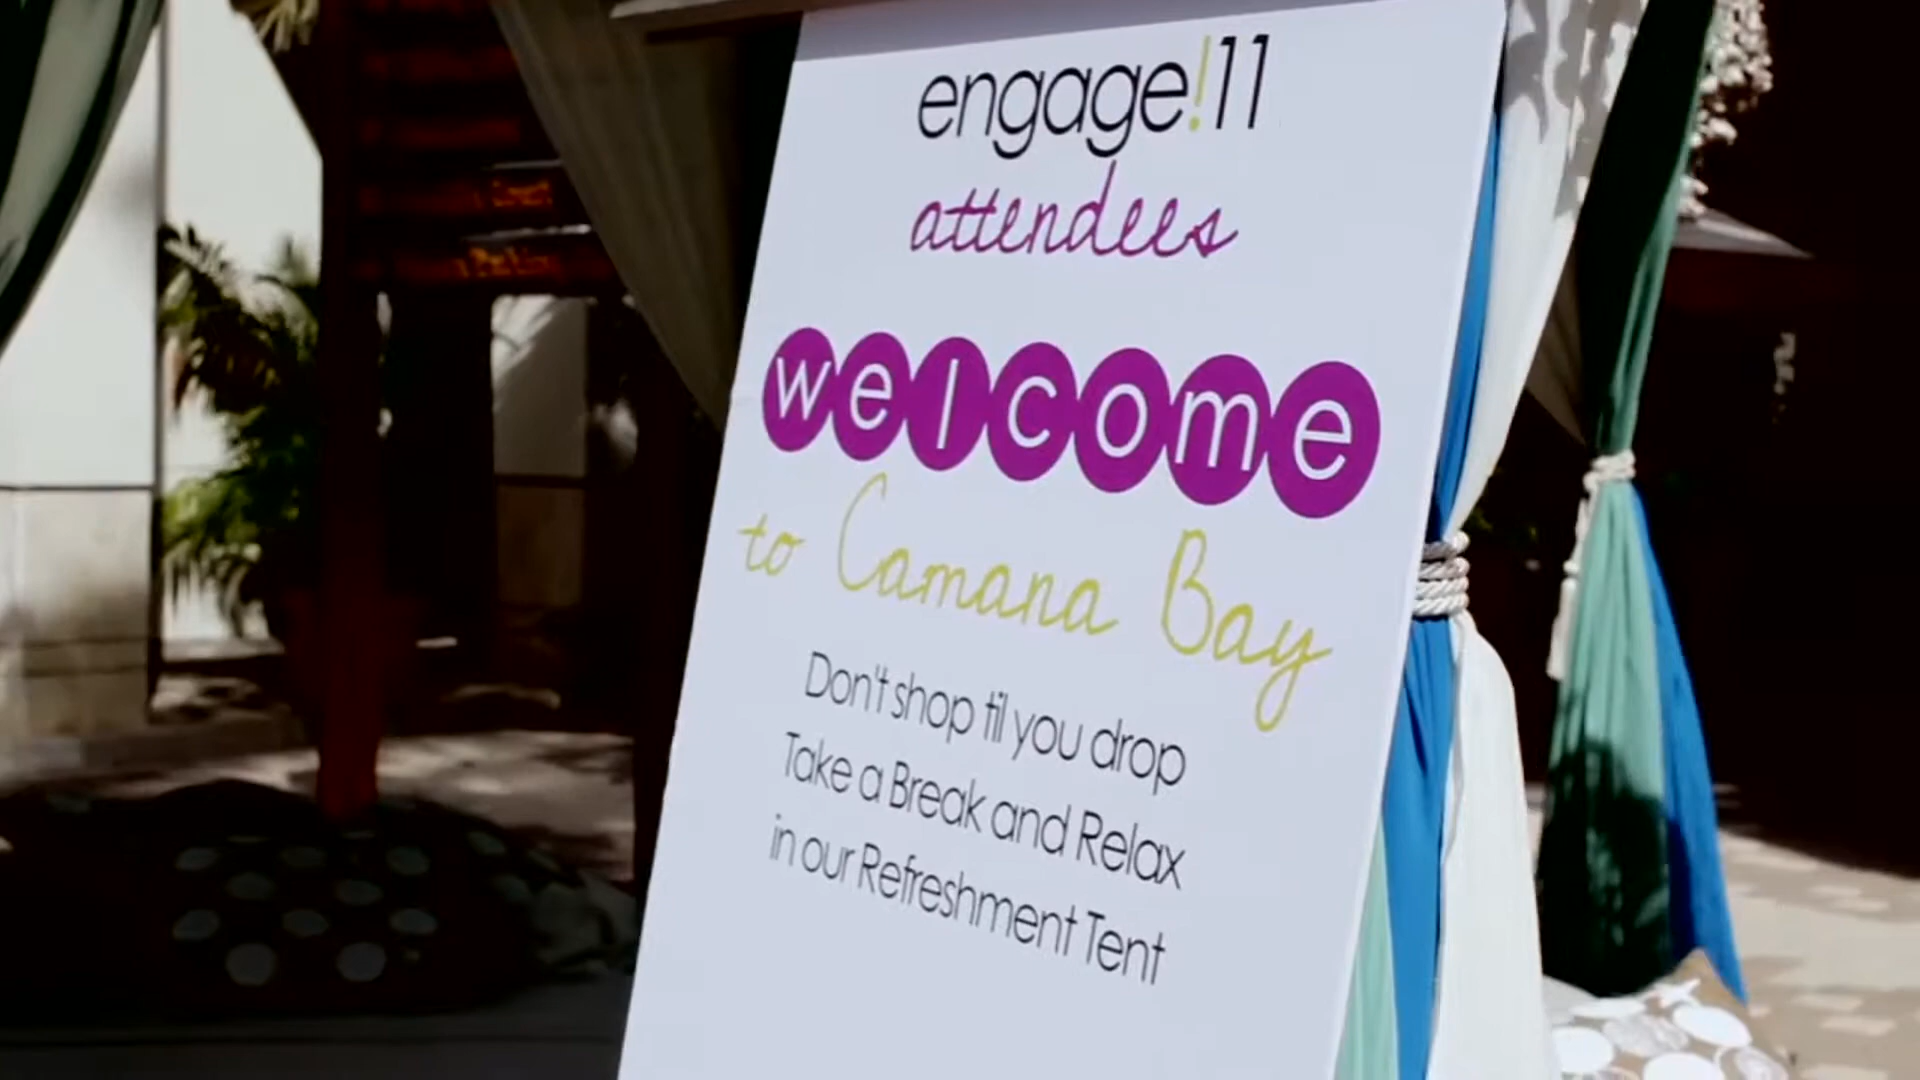 engage!11
attendees
welcome
to Camana Bay
Don't shop til you drop
Take a Break and Relax
in our Refreshment Tent